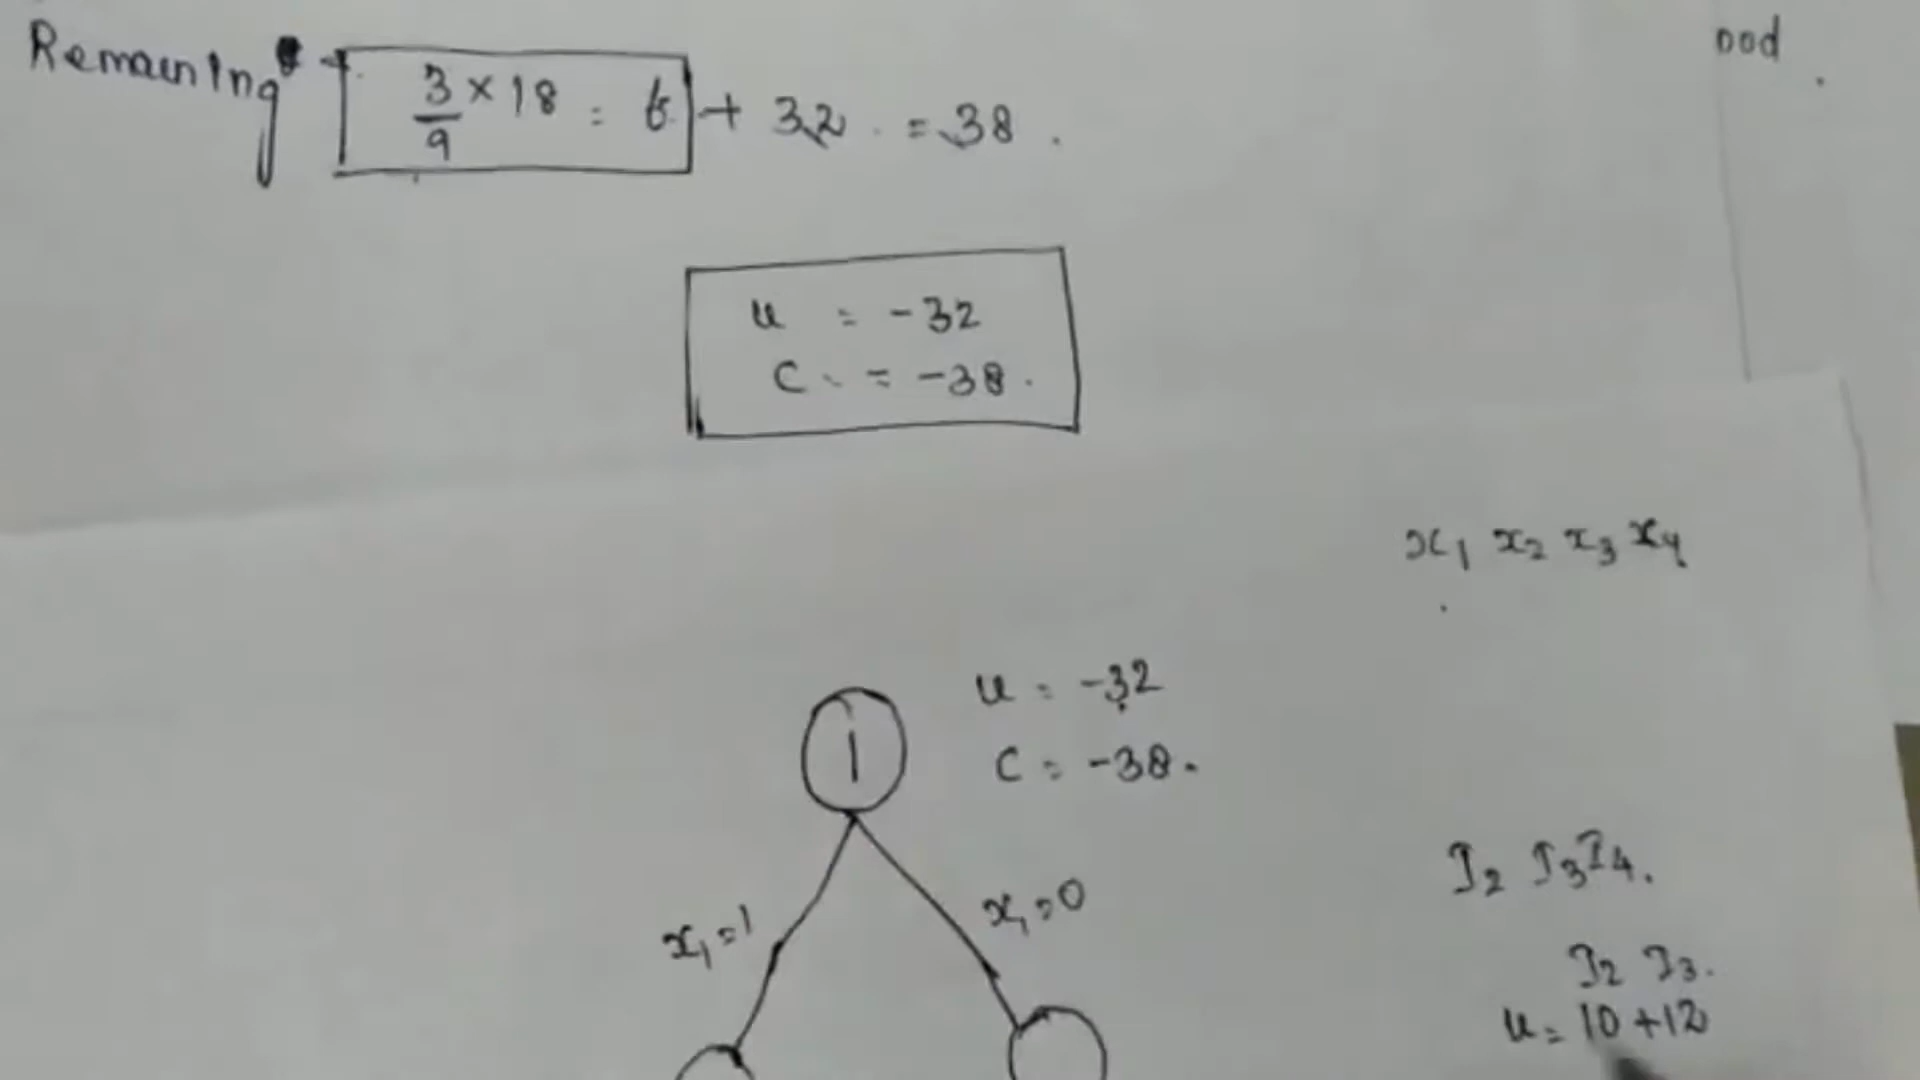 ood.
Remaining
3/9 × 18 = 6 + 32 = 38.
u = -32
C = -38.
x1 x2 x3 x4
1
u = -32
C = -38.
x1=1
x1=0
I2 I3 I4.
I2 I3.
u = 10 + 12